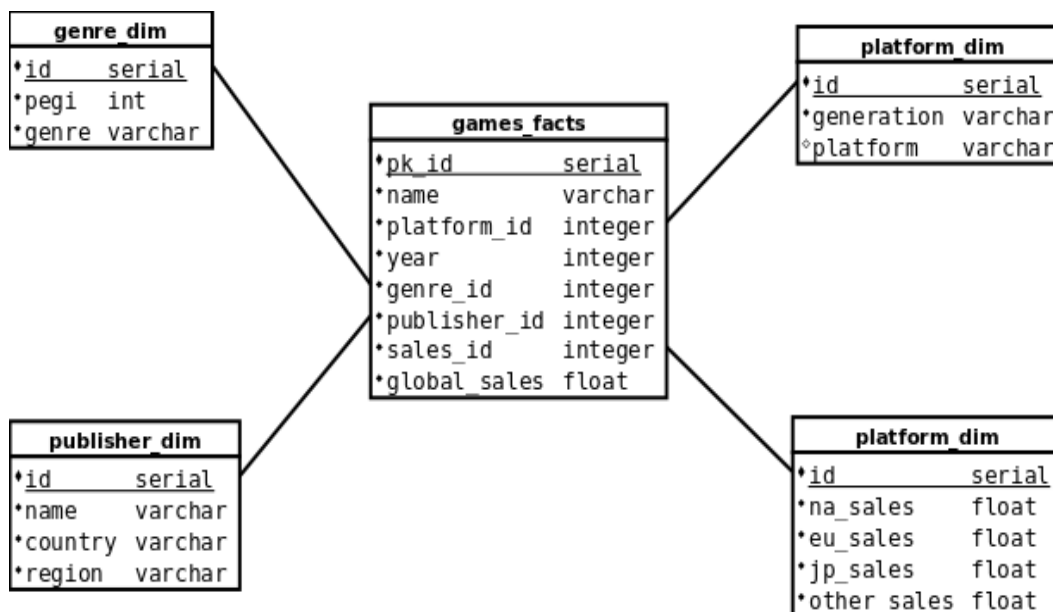 genre_dim
id serial
pegi int
genre varchar
platform_dim
id serial
generation varchar
platform varchar
games_facts
pk_id serial
name varchar
platform_id integer
year integer
genre_id integer
publisher_id integer
sales_id integer
global_sales float
publisher_dim
id serial
name varchar
country varchar
region varchar
platform_dim
id serial
na_sales float
eu_sales float
jp_sales float
other_sales float